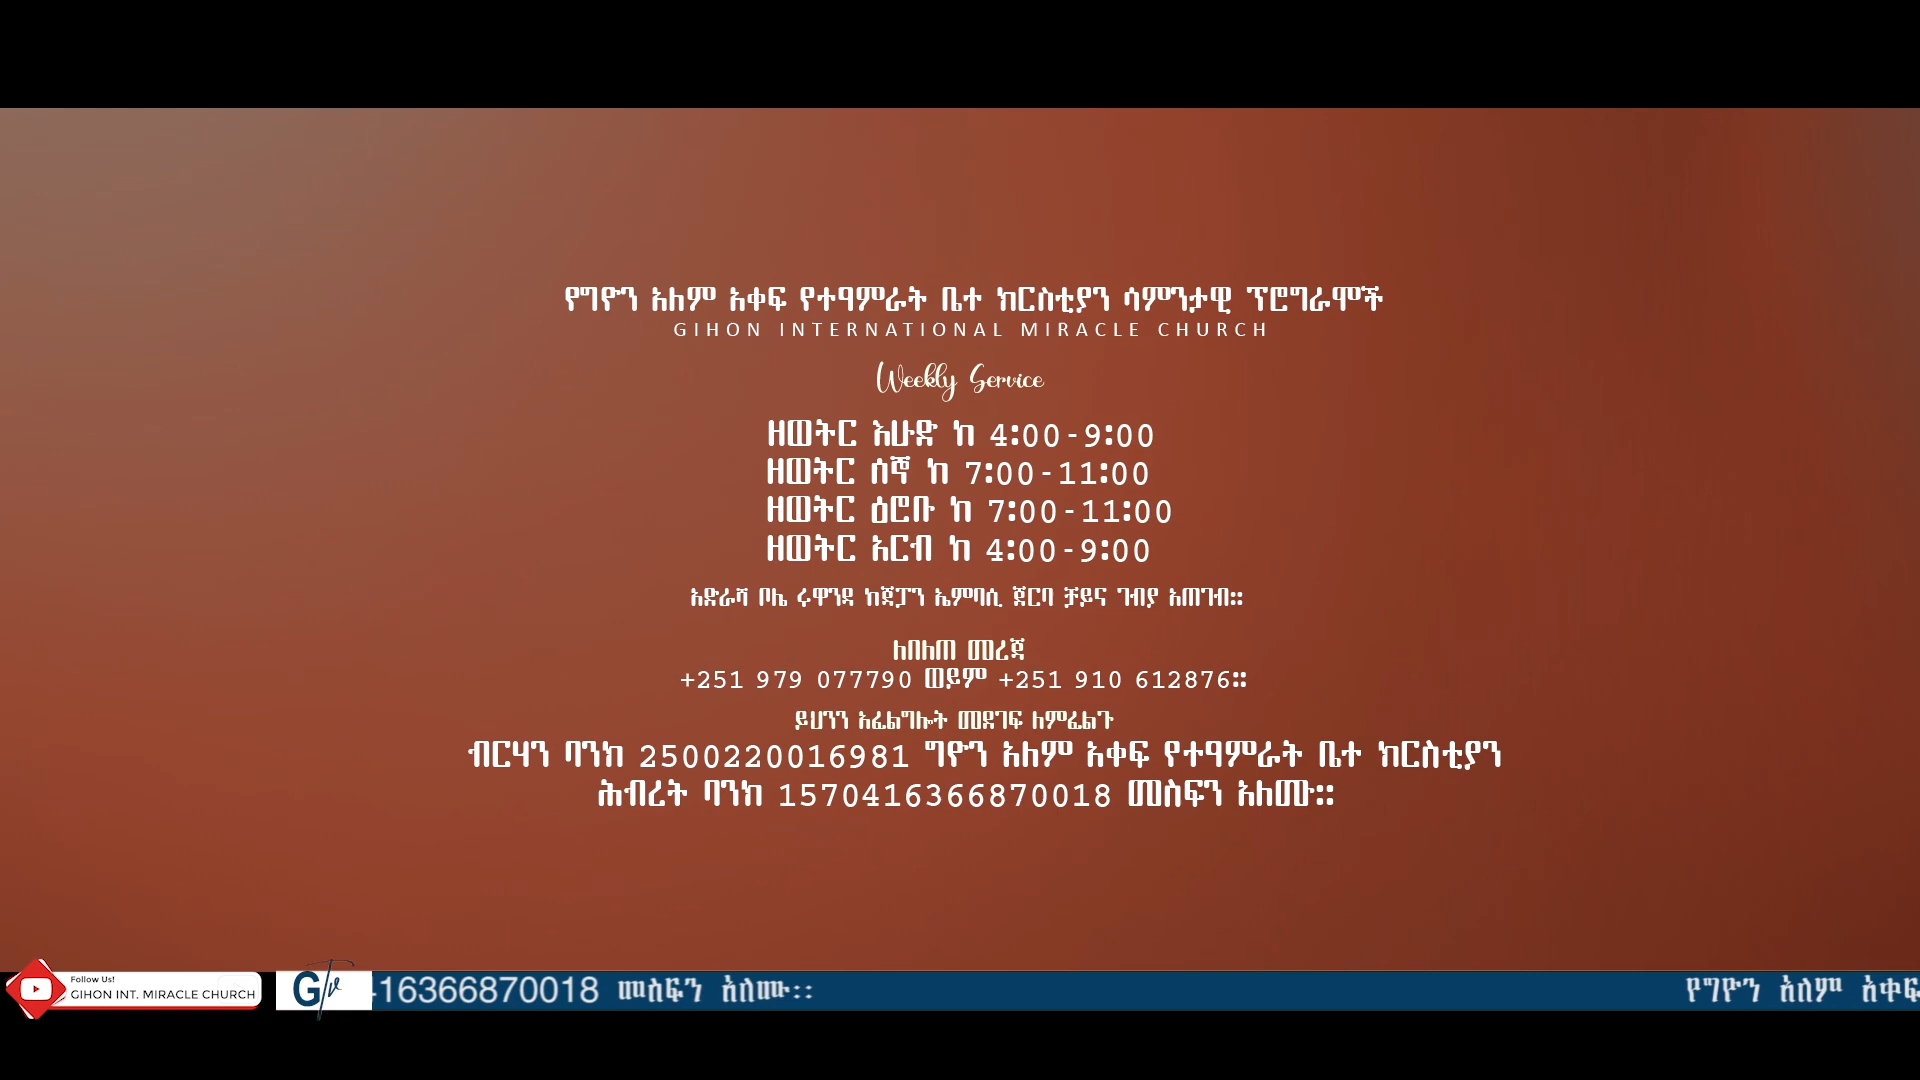 የግዮን አለም አቀፍ የተዓምራት ቤተ ክርስቲያን ሳምንታዊ ፕሮግራሞች
GIHON INTERNATIONAL MIRACLE CHURCH
Weekly Service
ዘወትር እሁድ ከ 4፡00-9፡00
ዘወትር ሰኞ ከ 7፡00-11፡00
ዘወትር ዕሮቡ ከ 7፡00-11፡00
ዘወትር አርብ ከ 4፡00-9፡00
አድራሻ ቦሌ ሩዋንዳ ከጃፓን ኤምባሲ ጀርባ ቻይና ገብያ አጠገብ።
ለበለጠ መረጃ
+251 979 077790 ወይም +251 910 612876።
ይህንን አፈልግሎት መደገፍ ለምፈልጉ
ብርሃን ባንክ 2500220016981 ግዮን አለም አቀፍ የተዓምራት ቤተ ክርስቲያን
ሕብረት ባንክ 1570416366870018 መስፍን አለሙ።
Follow Us!
GIHON INT. MIRACLE CHURCH
GTv
16366870018 መስፍን አለሙ።
የግዮን አለም አቀፍ